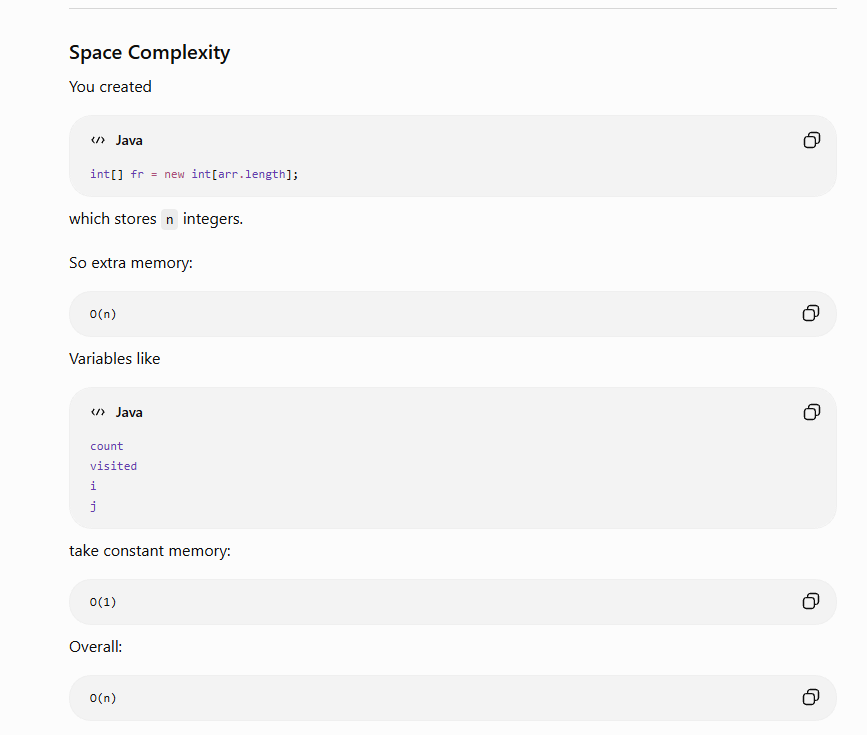 Space Complexity
You created
Java
int[] fr = new int[arr.length];
which stores n integers.
So extra memory:
O(n)
Variables like
Java
count
visited
i
j
take constant memory:
O(1)
Overall:
O(n)